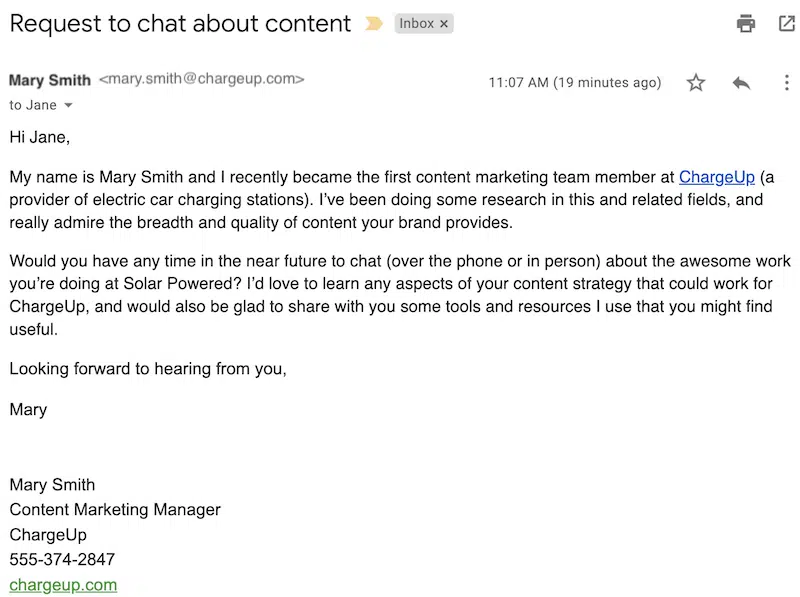 Request to chat about content Inbox ×
Mary Smith <mary.smith@chargeup.com> 11:07 AM (19 minutes ago)
to Jane
Hi Jane,
My name is Mary Smith and I recently became the first content marketing team member at ChargeUp (a
provider of electric car charging stations). I've been doing some research in this and related fields, and
really admire the breadth and quality of content your brand provides.
Would you have any time in the near future to chat (over the phone or in person) about the awesome work
you're doing at Solar Powered? I'd love to learn any aspects of your content strategy that could work for
ChargeUp, and would also be glad to share with you some tools and resources I use that you might find
useful.
Looking forward to hearing from you,
Mary
Mary Smith
Content Marketing Manager
ChargeUp
555-374-2847
chargeup.com